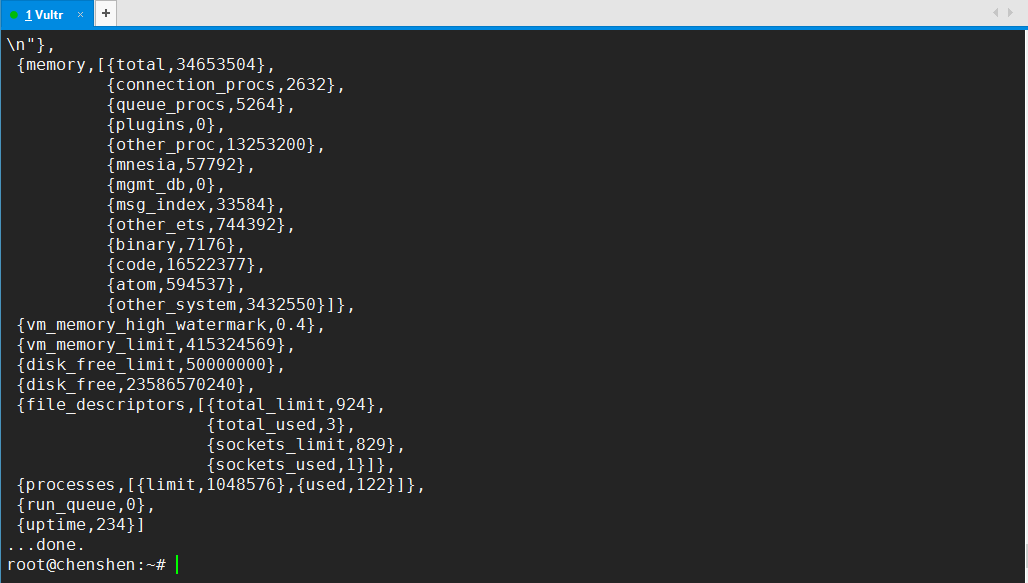 1 Vultr × +
\n"},
 {memory,[{total,34653504},
          {connection_procs,2632},
          {queue_procs,5264},
          {plugins,0},
          {other_proc,13253200},
          {mnesia,57792},
          {mgmt_db,0},
          {msg_index,33584},
          {other_ets,744392},
          {binary,7176},
          {code,16522377},
          {atom,594537},
          {other_system,3432550}]},
 {vm_memory_high_watermark,0.4},
 {vm_memory_limit,415324569},
 {disk_free_limit,50000000},
 {disk_free,23586570240},
 {file_descriptors,[{total_limit,924},
                    {total_used,3},
                    {sockets_limit,829},
                    {sockets_used,1}]},
 {processes,[{limit,1048576},{used,122}]},
 {run_queue,0},
 {uptime,234}]
...done.
root@chenshen:~#